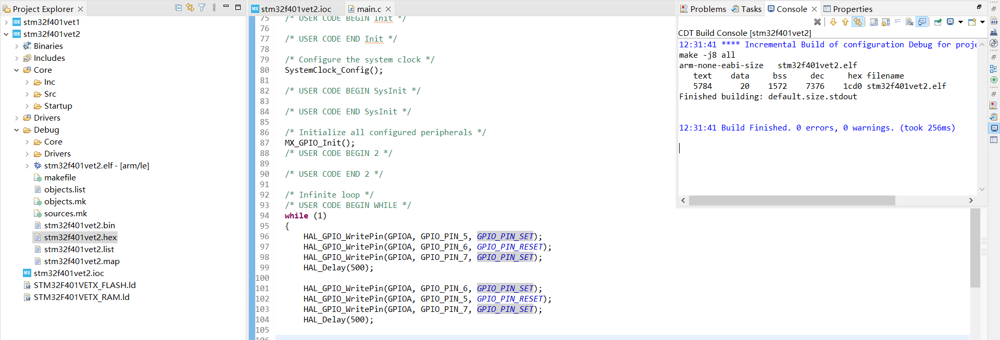 Project Explorer
stm32f401vet1
stm32f401vet2
Binaries
Includes
Core
Inc
Src
Startup
Drivers
Debug
Core
Drivers
stm32f401vet2.elf - [arm/le]
makefile
objects.list
objects.mk
sources.mk
stm32f401vet2.bin
stm32f401vet2.hex
stm32f401vet2.list
stm32f401vet2.map
stm32f401vet2.ioc
STM32F401VETX_FLASH.ld
STM32F401VETX_RAM.ld
stm32f401vet2.ioc main.c
75 /* USER CODE BEGIN Init */
76
77 /* USER CODE END Init */
78
79 /* Configure the system clock */
80 SystemClock_Config();
81
82 /* USER CODE BEGIN SysInit */
83
84 /* USER CODE END SysInit */
85
86 /* Initialize all configured peripherals */
87 MX_GPIO_Init();
88 /* USER CODE BEGIN 2 */
89
90 /* USER CODE END 2 */
91
92 /* Infinite loop */
93 /* USER CODE BEGIN WHILE */
94 while (1)
95 {
96 HAL_GPIO_WritePin(GPIOA, GPIO_PIN_5, GPIO_PIN_SET);
97 HAL_GPIO_WritePin(GPIOA, GPIO_PIN_6, GPIO_PIN_RESET);
98 HAL_GPIO_WritePin(GPIOA, GPIO_PIN_7, GPIO_PIN_SET);
99 HAL_Delay(500);
100
101 HAL_GPIO_WritePin(GPIOA, GPIO_PIN_6, GPIO_PIN_SET);
102 HAL_GPIO_WritePin(GPIOA, GPIO_PIN_5, GPIO_PIN_RESET);
103 HAL_GPIO_WritePin(GPIOA, GPIO_PIN_7, GPIO_PIN_SET);
104 HAL_Delay(500);
105
106
Problems Tasks Console Properties
CDT Build Console [stm32f401vet2]
12:31:41 **** Incremental Build of configuration Debug for proje
make -j8 all
arm-none-eabi-size stm32f401vet2.elf
text data bss dec hex filename
5784 20 1572 7376 1cd0 stm32f401vet2.elf
Finished building: default.size.stdout
12:31:41 Build Finished. 0 errors, 0 warnings. (took 256ms)